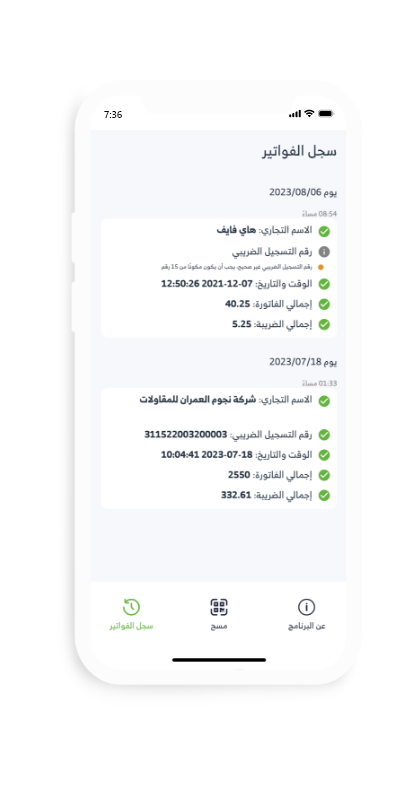 7:36
سجل الفواتير
يوم 2023/08/06
08:54 مساءً
الاسم التجاري: هاي فايف
رقم التسجيل الضريبي
رقم التسجيل الضريبي غير صحيح، يجب أن يكون مكونًا من 15 رقم
الوقت والتاريخ: 07-12-2021 12:50:26
إجمالي الفاتورة: 40.25
إجمالي الضريبة: 5.25
يوم 2023/07/18
01:33 مساءً
الاسم التجاري: شركة نجوم العمران للمقاولات
رقم التسجيل الضريبي: 311522003200003
الوقت والتاريخ: 18-07-2023 10:04:41
إجمالي الفاتورة: 2550
إجمالي الضريبة: 332.61
عن البرنامج
مسح
سجل الفواتير